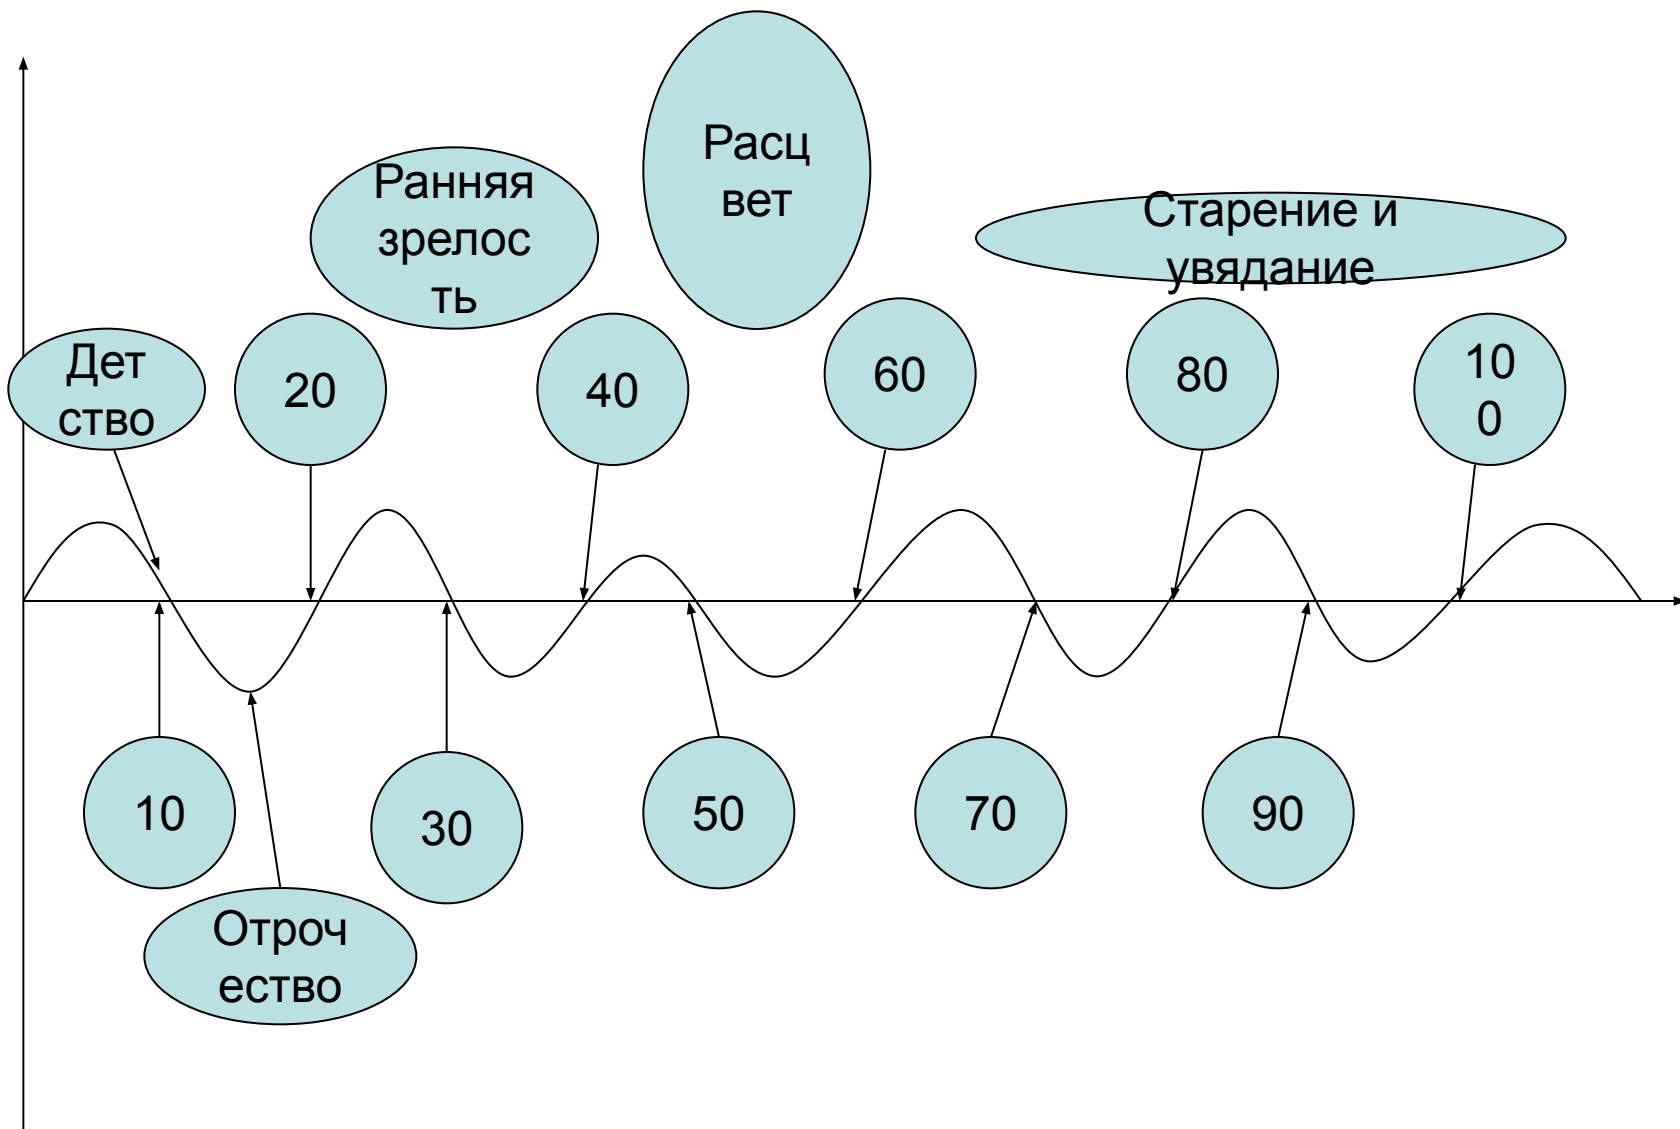 Расц
вет
Ранняя
зрелос
ть
Старение и
увядание
Дет
ство
20
40
60
80
10
0
10
30
50
70
90
Отроч
ество